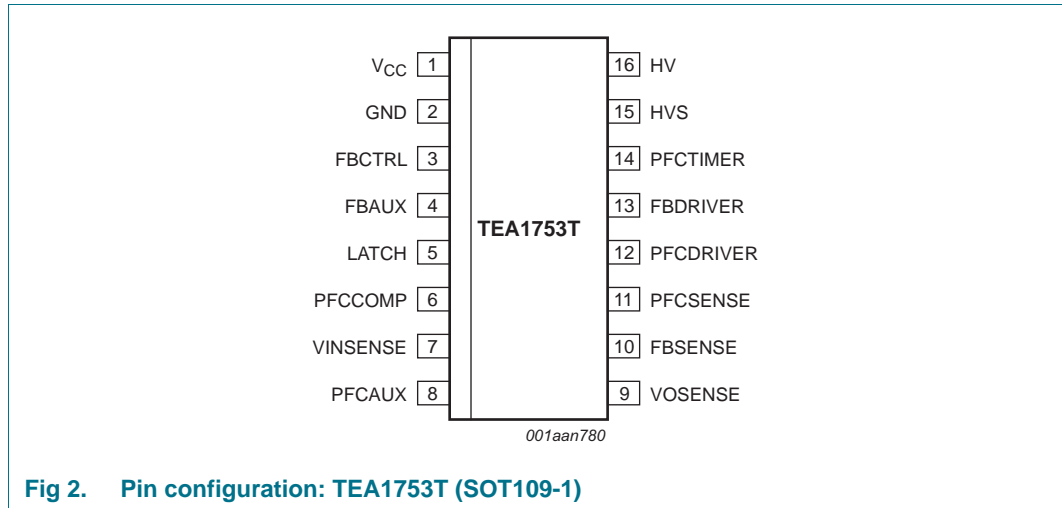 VCC 1 16 HV
GND 2 15 HVS
FBCTRL 3 14 PFCTIMER
FBAUX 4 13 FBDRIVER
TEA1753T
LATCH 5 12 PFCDRIVER
PFCCOMP 6 11 PFCSENSE
VINSENSE 7 10 FBSENSE
PFCAUX 8 9 VOSENSE
001aan780
Fig 2. Pin configuration: TEA1753T (SOT109-1)